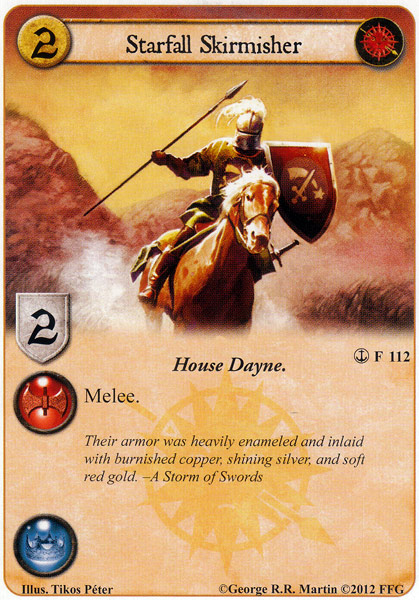 2
Starfall Skirmisher
2
House Dayne.
F 112
Melee.
Their armor was heavily enameled and inlaid
with burnished copper, shining silver, and soft
red gold. –A Storm of Swords
Illus. Tikos Péter
©George R.R. Martin ©2012 FFG